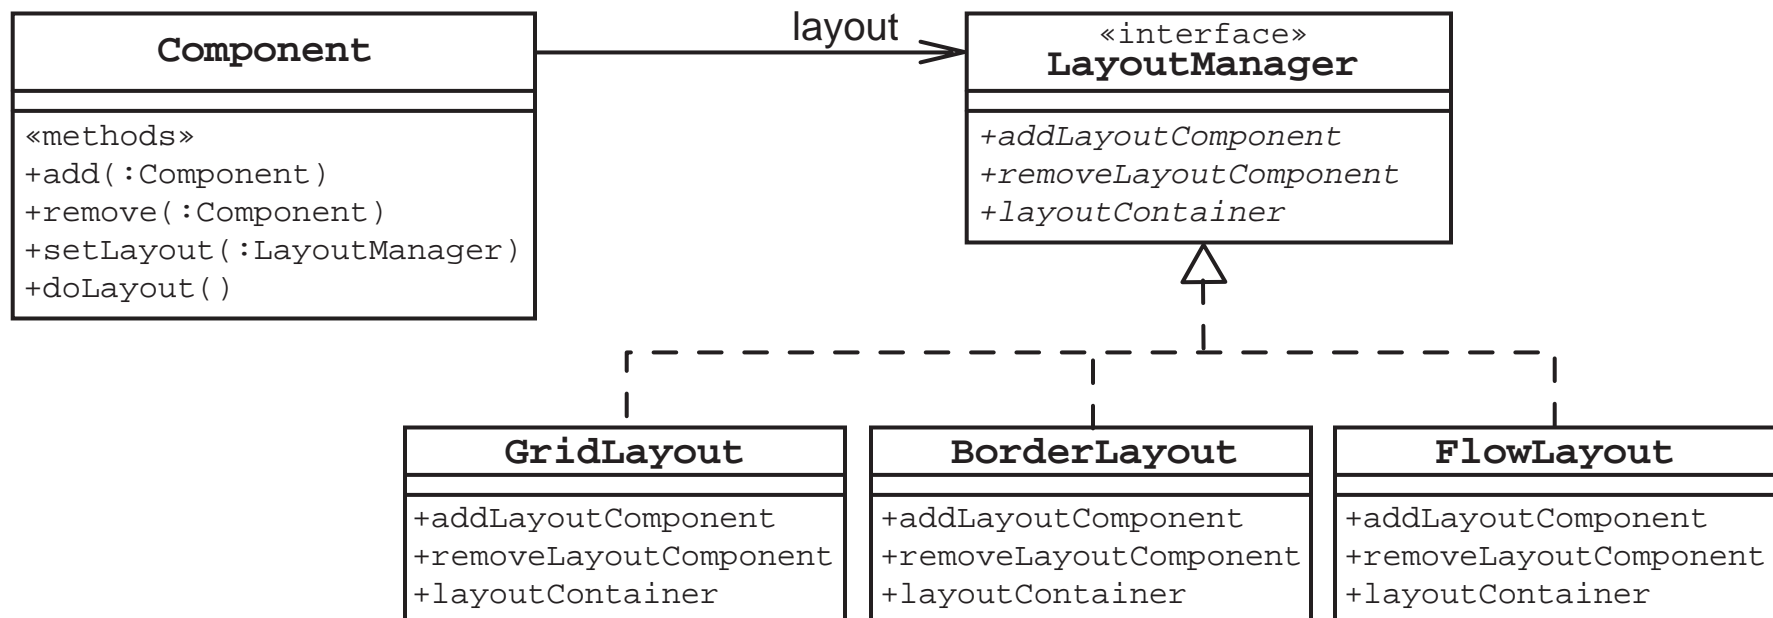 Component
«methods»
+add(:Component)
+remove(:Component)
+setLayout(:LayoutManager)
+doLayout()
layout
«interface»
LayoutManager
+addLayoutComponent
+removeLayoutComponent
+layoutContainer
GridLayout
+addLayoutComponent
+removeLayoutComponent
+layoutContainer
BorderLayout
+addLayoutComponent
+removeLayoutComponent
+layoutContainer
FlowLayout
+addLayoutComponent
+removeLayoutComponent
+layoutContainer